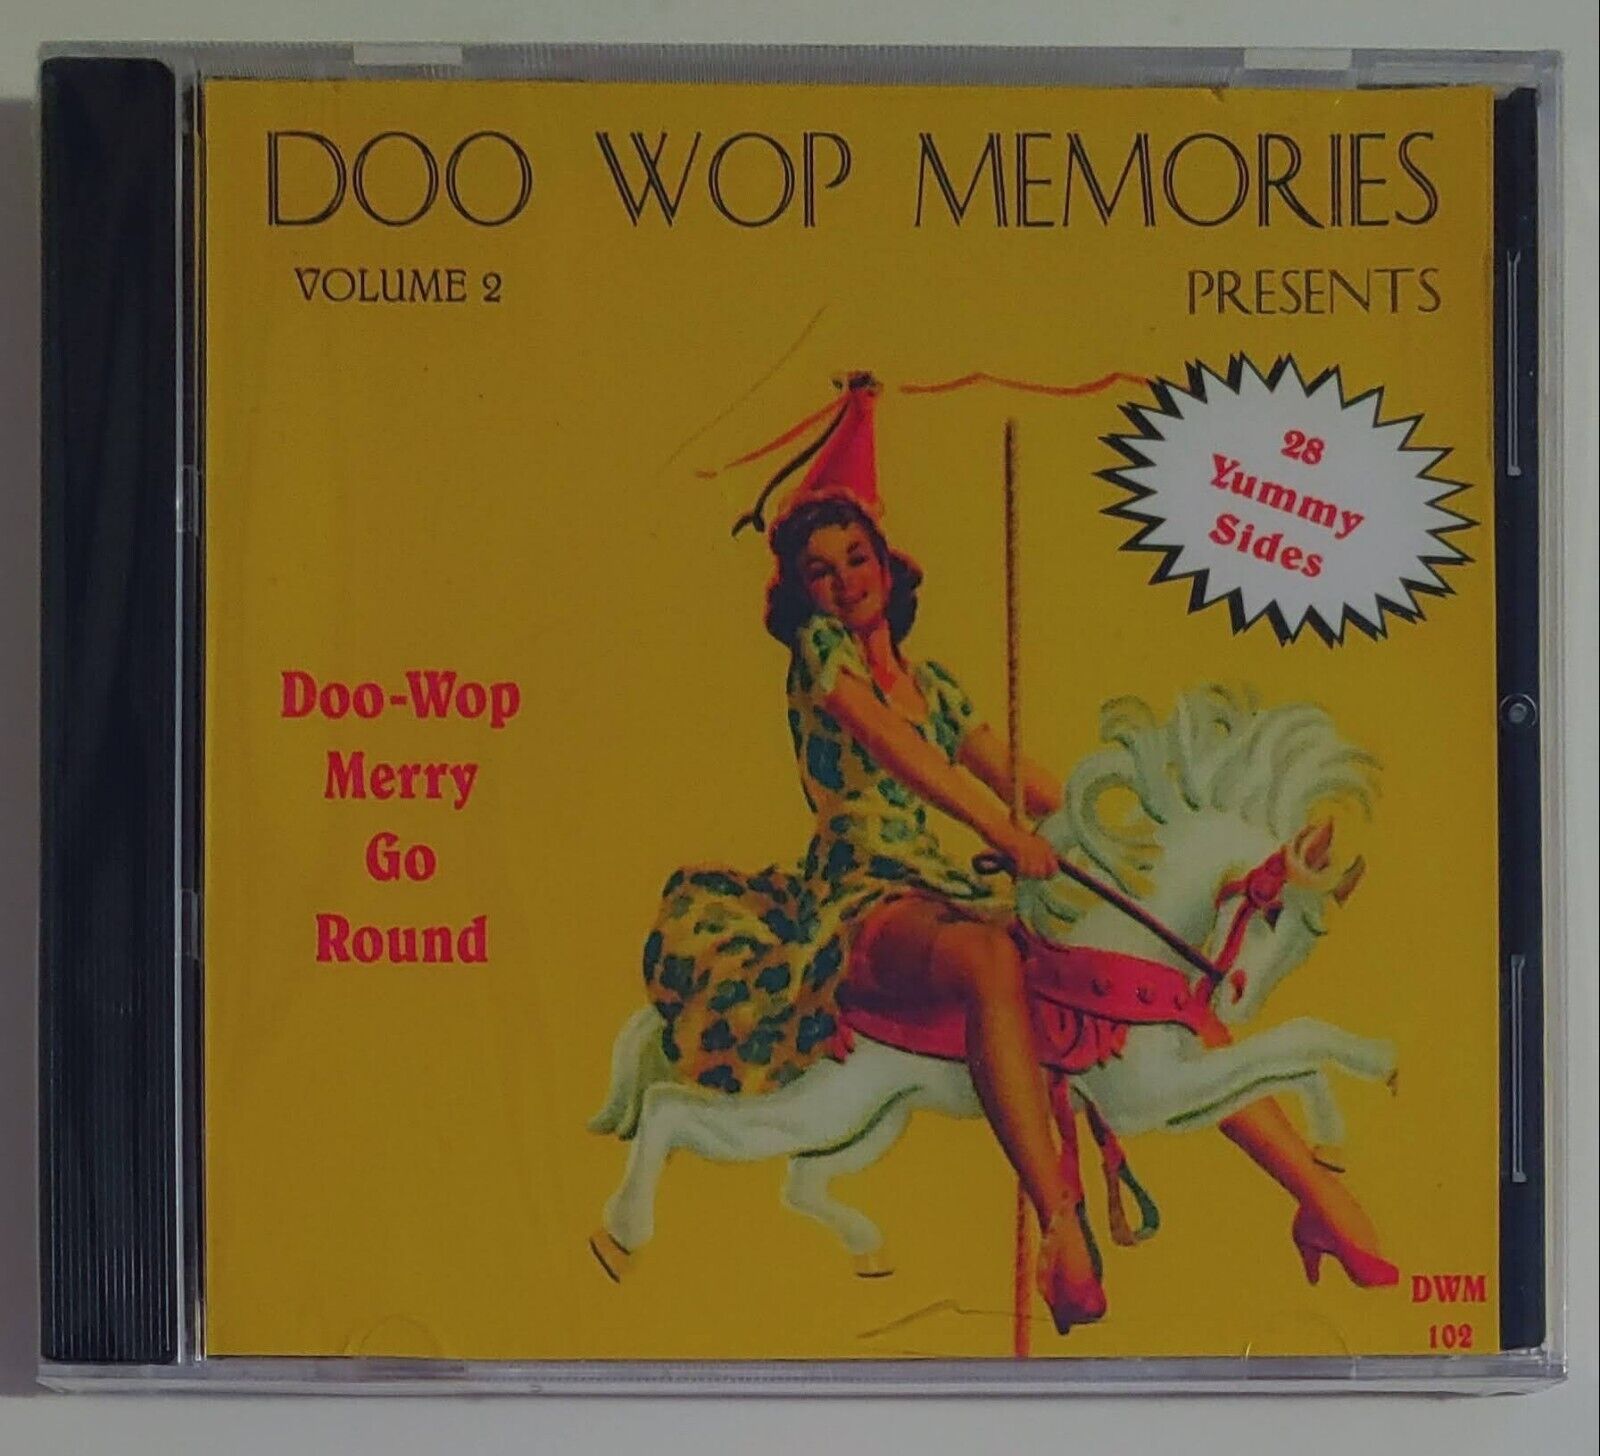 DOO WOP MEMORIES
VOLUME 2
PRESENTS
28
Yummy
Sides
Doo-Wop
Merry
Go
Round
DWM
102